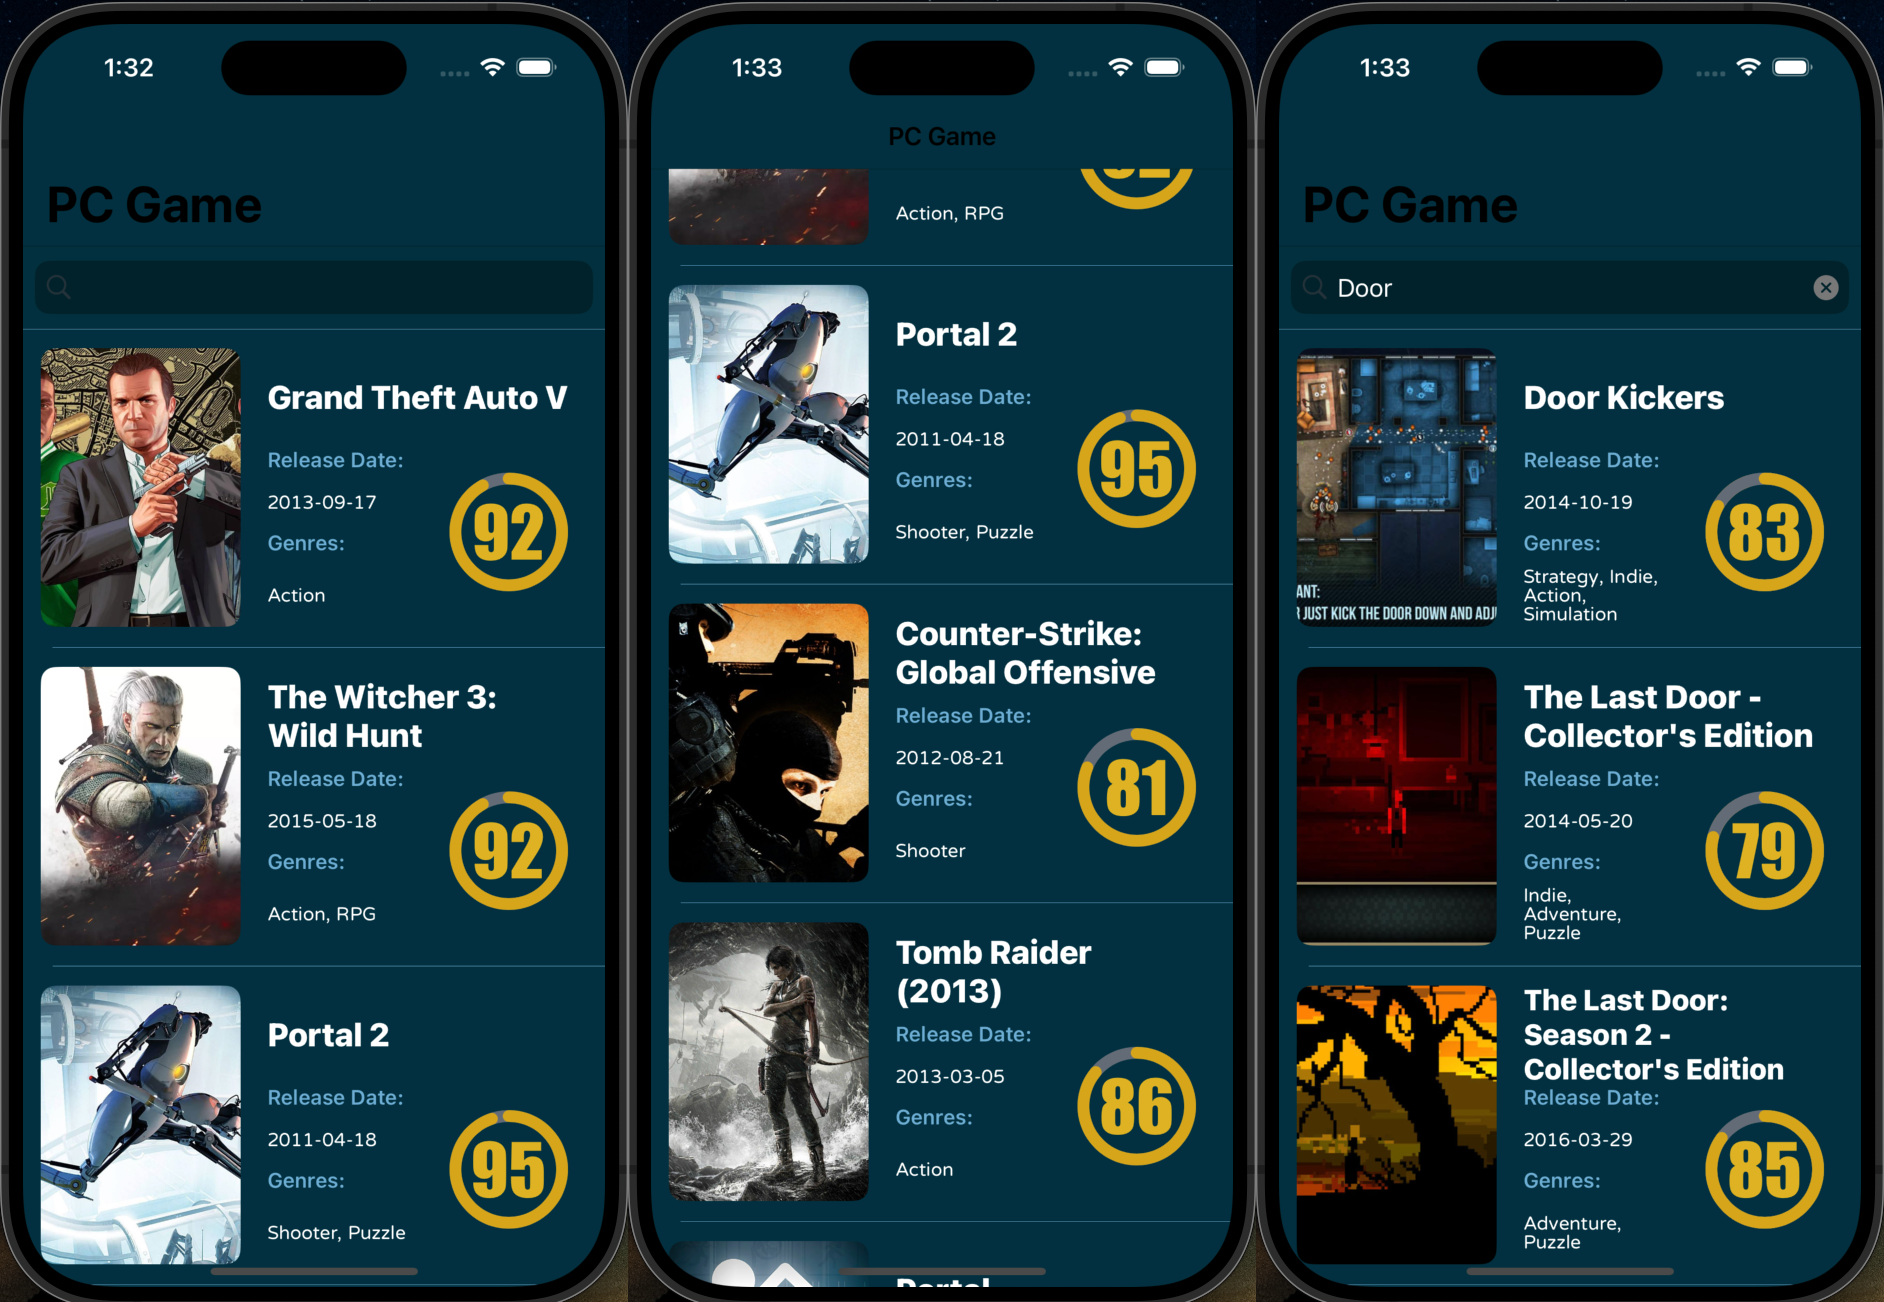 1:32
PC Game
Grand Theft Auto V
Release Date:
2013-09-17
Genres:
Action
92
The Witcher 3:
Wild Hunt
Release Date:
2015-05-18
Genres:
Action, RPG
92
Portal 2
Release Date:
2011-04-18
Genres:
Shooter, Puzzle
95
1:33
PC Game
Action, RPG
92
Portal 2
Release Date:
2011-04-18
Genres:
Shooter, Puzzle
95
Counter-Strike:
Global Offensive
Release Date:
2012-08-21
Genres:
Shooter
81
Tomb Raider
(2013)
Release Date:
2013-03-05
Genres:
Action
86
Portal
1:33
PC Game
Door
Door Kickers
Release Date:
2014-10-19
Genres:
Strategy, Indie,
Action,
Simulation
83
ANT:
JUST KICK THE DOOR DOWN AND ADJ
The Last Door -
Collector's Edition
Release Date:
2014-05-20
Genres:
Indie,
Adventure,
Puzzle
79
The Last Door:
Season 2 -
Collector's Edition
Release Date:
2016-03-29
Genres:
Adventure,
Puzzle
85